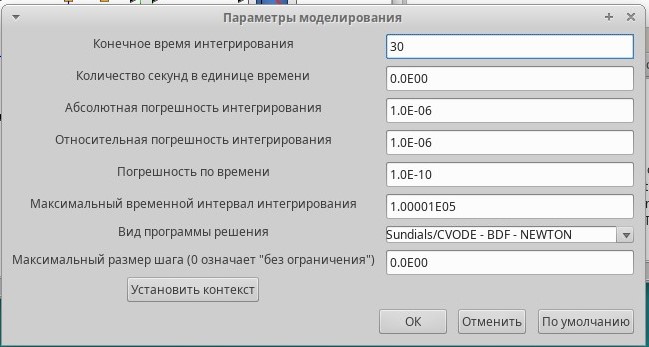 Параметры моделирования
Конечное время интегрирования 30
Количество секунд в единице времени 0.0E00
Абсолютная погрешность интегрирования 1.0E-06
Относительная погрешность интегрирования 1.0E-06
Погрешность по времени 1.0E-10
Максимальный временной интервал интегрирования 1.00001E05
Вид программы решения Sundials/CVODE - BDF - NEWTON
Максимальный размер шага (0 означает "без ограничения") 0.0E00
Установить контекст
ОК Отменить По умолчанию